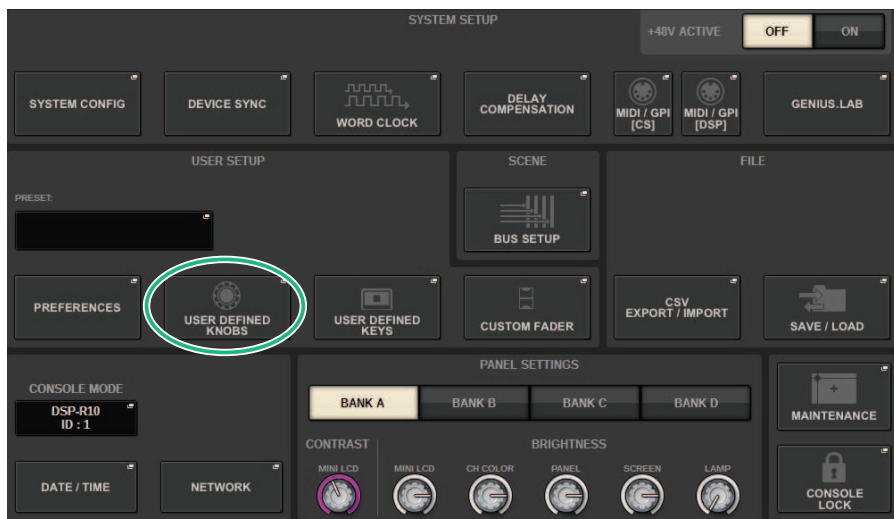 SYSTEM SETUP
+48V ACTIVE
OFF
ON
SYSTEM CONFIG
DEVICE SYNC
WORD CLOCK
DELAY
COMPENSATION
MIDI / GPI
[CS]
MIDI / GPI
[DSP]
GENIUS.LAB
USER SETUP
SCENE
FILE
PRESET:
BUS SETUP
PREFERENCES
USER DEFINED
KNOBS
USER DEFINED
KEYS
CUSTOM FADER
CSV
EXPORT / IMPORT
SAVE / LOAD
CONSOLE MODE
DSP-R10
ID : 1
DATE / TIME
NETWORK
PANEL SETTINGS
BANK A
BANK B
BANK C
BANK D
CONTRAST
BRIGHTNESS
MINI LCD
MINI LCD
CH COLOR
PANEL
SCREEN
LAMP
MAINTENANCE
CONSOLE
LOCK